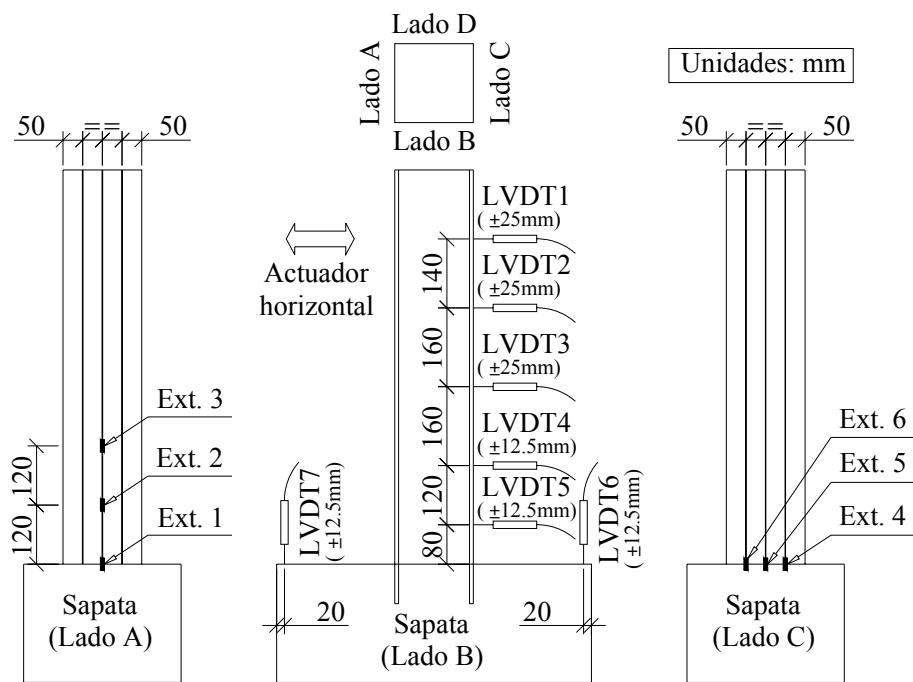 Lado D
Lado A
Lado C
Lado B
Unidades: mm
50
==
50
50
==
50
LVDT1
( ±25mm)
Actuador
horizontal
140
LVDT2
( ±25mm)
160
LVDT3
( ±25mm)
160
LVDT4
( ±12.5mm)
120
LVDT5
( ±12.5mm)
80
LVDT7
( ±12.5mm)
LVDT6
( ±12.5mm)
Ext. 3
120
Ext. 2
120
Ext. 1
Ext. 6
Ext. 5
Ext. 4
Sapata
(Lado A)
20
Sapata
(Lado B)
20
Sapata
(Lado C)